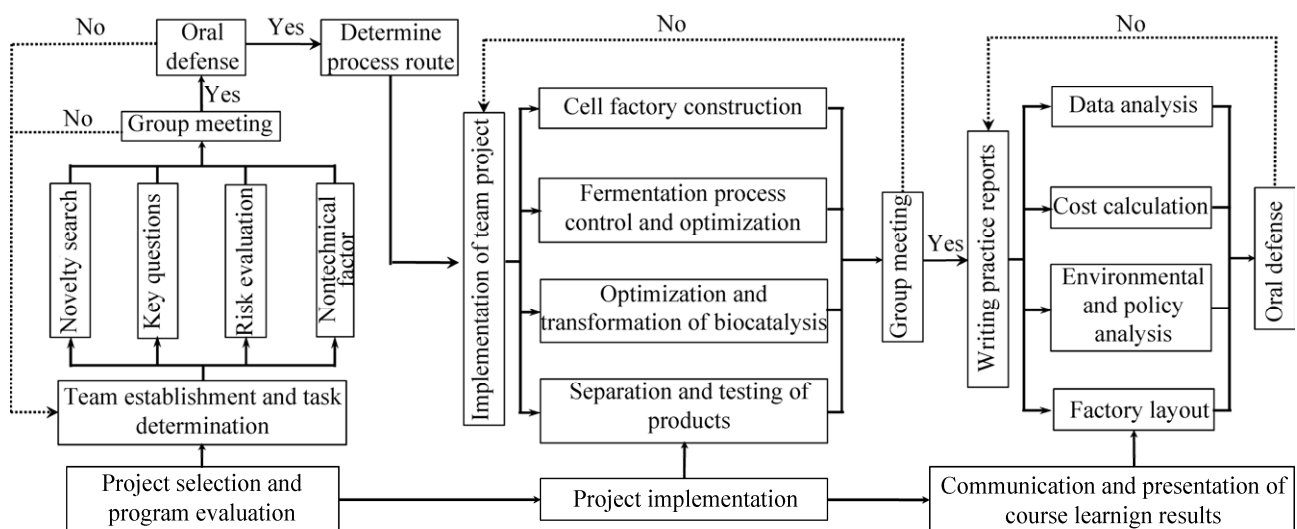 No
Oral
defense
Yes
Determine
process route
No
Group meeting
Yes
Novelty search
Key questions
Risk evaluation
Nontechnical
factor
Team establishment and task
determination
Project selection and
program evaluation
No
Implementation of team project
Cell factory construction
Fermentation process
control and optimization
Optimization and
transformation of biocatalysis
Separation and testing of
products
Project implementation
Group meeting
Yes
No
Writing practice reports
Data analysis
Cost calculation
Environmental
and policy
analysis
Factory layout
Oral defense
Communication and presentation of
course learnign results